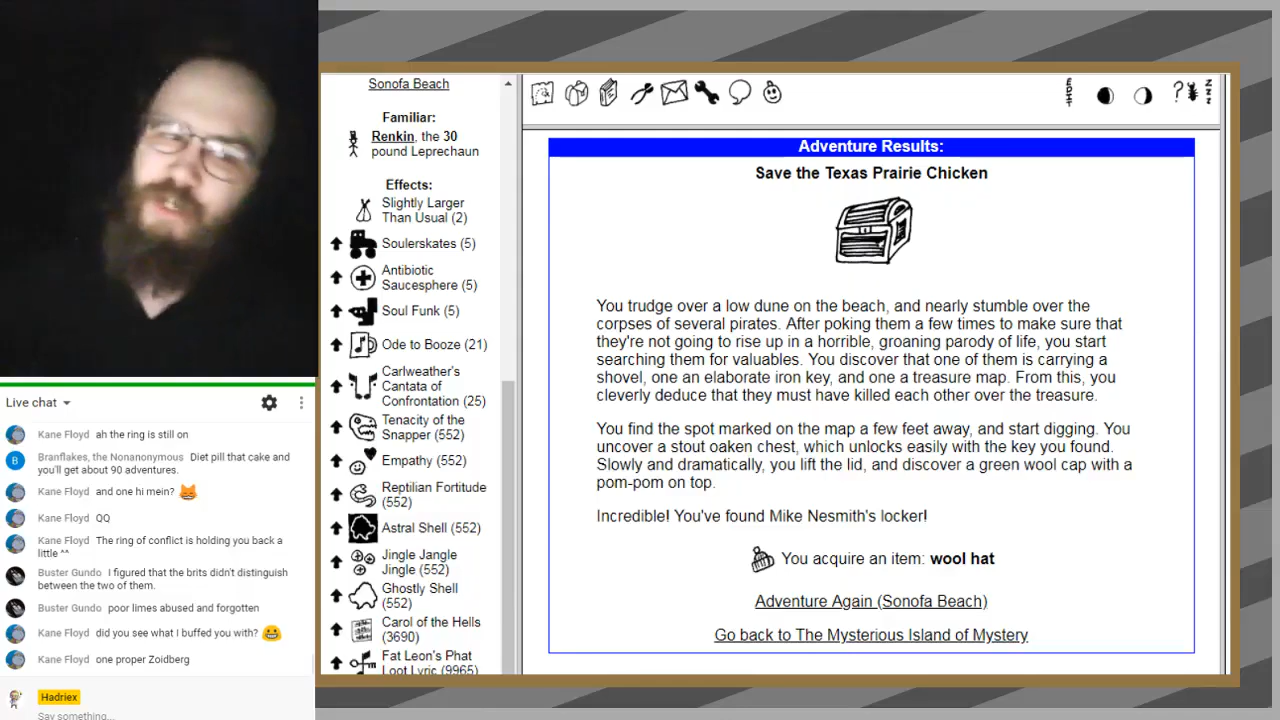 Live chat
Kane Floyd ah the ring is still on
Branflakes, the Nonanonymous Diet pill that cake and
you'll get about 90 adventures.
Kane Floyd and one hi mein?
Kane Floyd QQ
Kane Floyd The ring of conflict is holding you back a
little ^^
Buster Gundo I figured that the brits didn't distinguish
between the two of them.
Buster Gundo poor limes abused and forgotten
Kane Floyd did you see what I buffed you with?
Kane Floyd one proper Zoidberg
Hadriex
Say something...
Sonofa Beach
Familiar:
Renkin, the 30
pound Leprechaun
Effects:
Slightly Larger
Than Usual (2)
Soulerskates (5)
Antibiotic
Saucesphere (5)
Soul Funk (5)
Ode to Booze (21)
Carlweather's
Cantata of
Confrontation (25)
Tenacity of the
Snapper (552)
Empathy (552)
Reptilian Fortitude
(552)
Astral Shell (552)
Jingle Jangle
Jingle (552)
Ghostly Shell
(552)
Carol of the Hells
(3690)
Fat Leon's Phat
Loot Lyric (9965)
Adventure Results:
Save the Texas Prairie Chicken
You trudge over a low dune on the beach, and nearly stumble over the
corpses of several pirates. After poking them a few times to make sure that
they're not going to rise up in a horrible, groaning parody of life, you start
searching them for valuables. You discover that one of them is carrying a
shovel, one an elaborate iron key, and one a treasure map. From this, you
cleverly deduce that they must have killed each other over the treasure.
You find the spot marked on the map a few feet away, and start digging. You
uncover a stout oaken chest, which unlocks easily with the key you found.
Slowly and dramatically, you lift the lid, and discover a green wool cap with a
pom-pom on top.
Incredible! You've found Mike Nesmith's locker!
You acquire an item: wool hat
Adventure Again (Sonofa Beach)
Go back to The Mysterious Island of Mystery